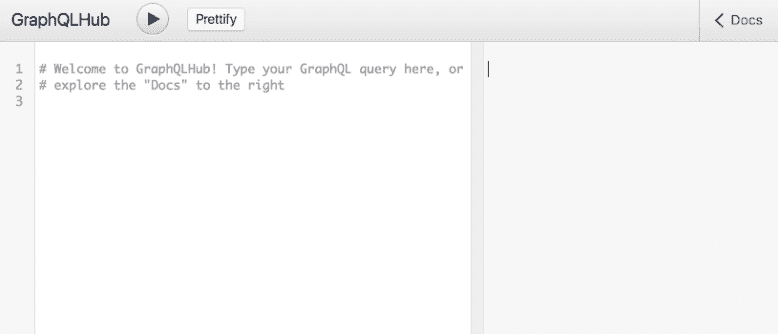 GraphQLHub
Prettify
Docs
1 # Welcome to GraphQLHub! Type your GraphQL query here, or
2 # explore the "Docs" to the right
3